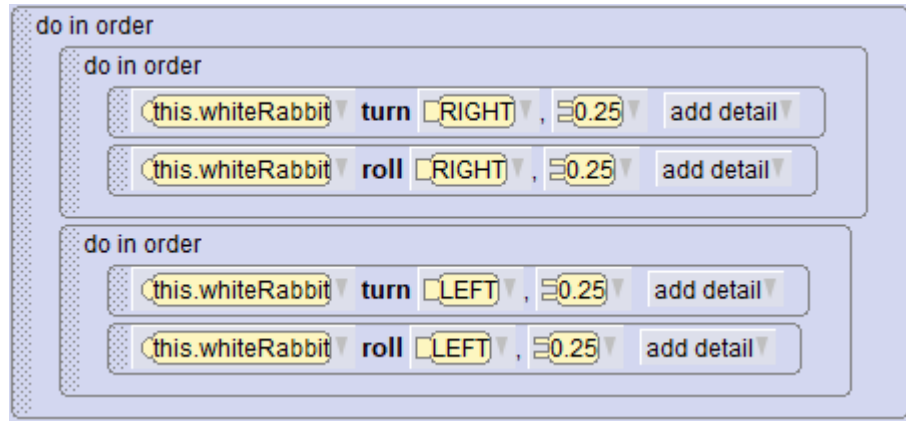 do in order
do in order
this.whiteRabbit turn RIGHT , 0.25 add detail
this.whiteRabbit roll RIGHT , 0.25 add detail
do in order
this.whiteRabbit turn LEFT , 0.25 add detail
this.whiteRabbit roll LEFT , 0.25 add detail